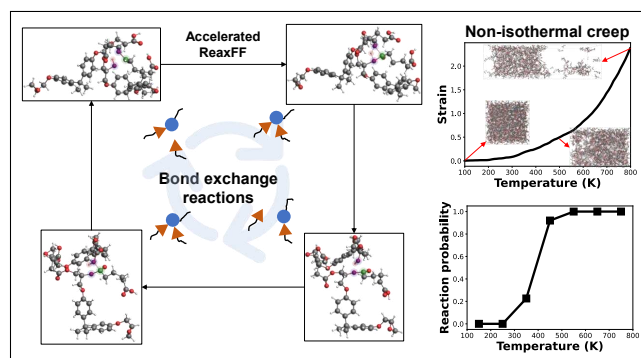 Accelerated
ReaxFF
Bond exchange
reactions
Non-isothermal creep
Strain
2.0
1.5
1.0
0.5
0.0
100 200 300 400 500 600 700 800
Temperature (K)
Reaction probability
1.0
0.8
0.6
0.4
0.2
0.0
100 200 300 400 500 600 700 800
Temperature (K)